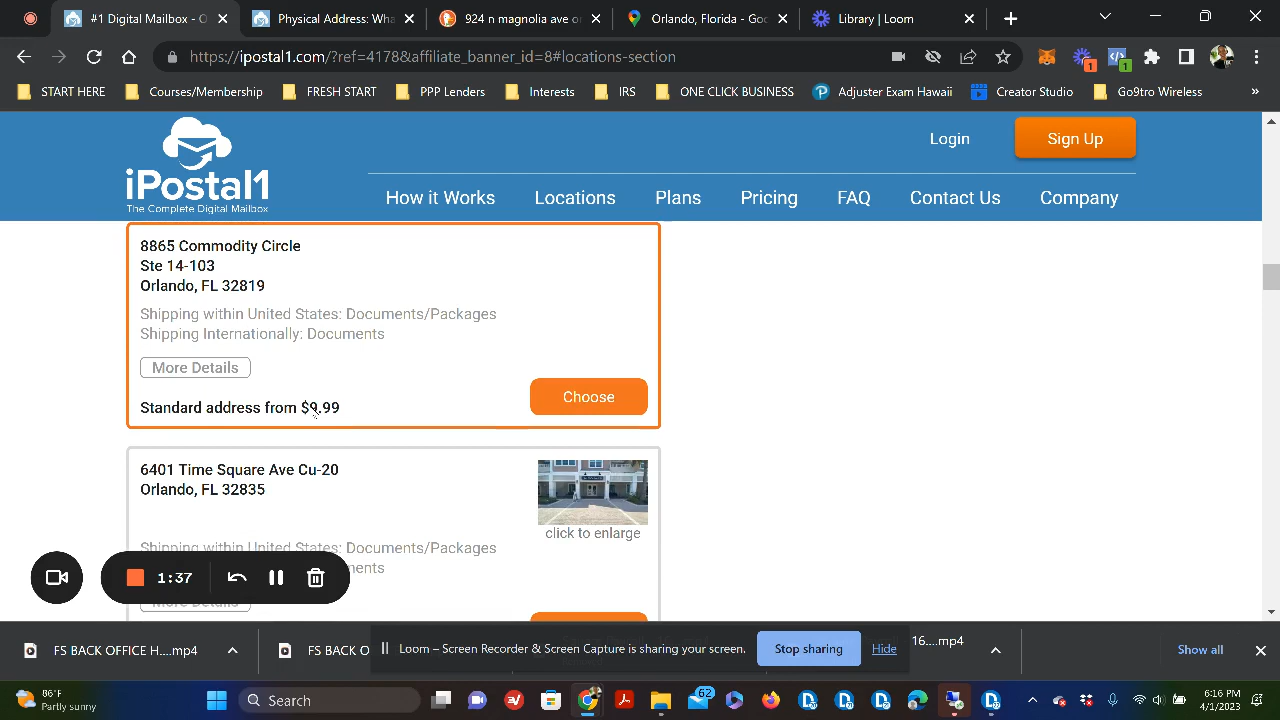 #1 Digital Mailbox - O
Physical Address: Wha
924 n magnolia ave or
Orlando, Florida - Goo
Library | Loom
https://ipostal1.com/?ref=4178&affiliate_banner_id=8#locations-section
1
1
START HERE
Courses/Membership
FRESH START
PPP Lenders
Interests
IRS
ONE CLICK BUSINESS
Adjuster Exam Hawaii
Creator Studio
Go9tro Wireless
»
iPostal1
The Complete Digital Mailbox
Login
Sign Up
How it Works
Locations
Plans
Pricing
FAQ
Contact Us
Company
8865 Commodity Circle
Ste 14-103
Orlando, FL 32819
Shipping within United States: Documents/Packages
Shipping Internationally: Documents
More Details
Standard address from $9.99
Choose
6401 Time Square Ave Cu-20
Orlando, FL 32835
click to enlarge
Shipping within United States: Documents/Packages
1:37
FS BACK OFFICE H....mp4
FS BACK O
Loom – Screen Recorder & Screen Capture is sharing your screen.
Stop sharing
Hide
16....mp4
Show all
86°F
Partly sunny
Search
62
6:16 PM
4/1/2023